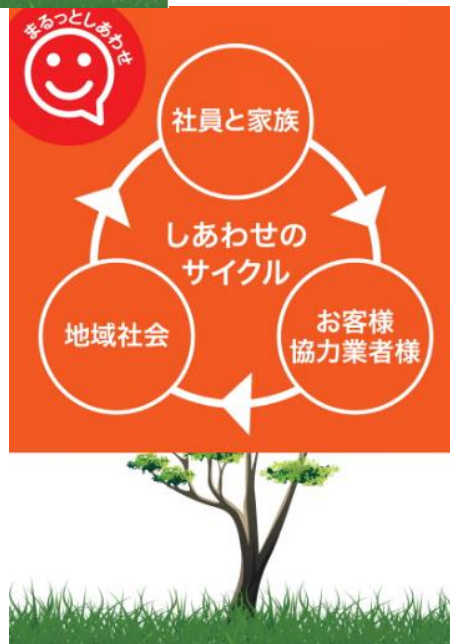 まるっとしあわせ
社員と家族
しあわせの
サイクル
地域社会
お客様
協力業者様